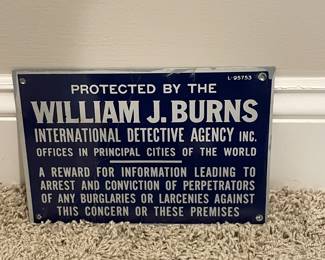 L-95753
PROTECTED BY THE
WILLIAM J. BURNS
INTERNATIONAL DETECTIVE AGENCY INC.
OFFICES IN PRINCIPAL CITIES OF THE WORLD
A REWARD FOR INFORMATION LEADING TO
ARREST AND CONVICTION OF PERPETRATORS
OF ANY BURGLARIES OR LARCENIES AGAINST
THIS CONCERN OR THESE PREMISES